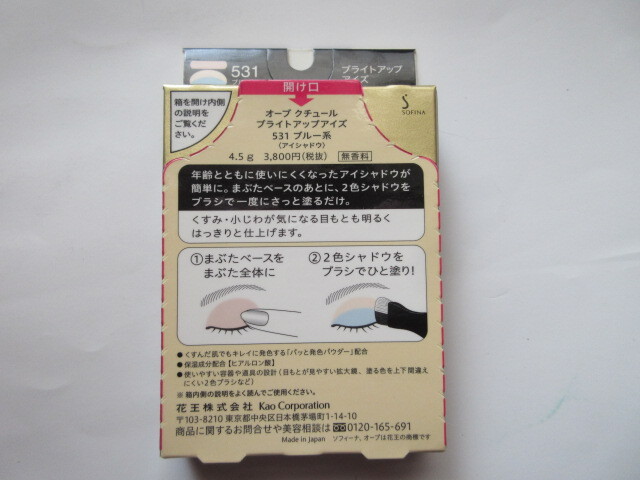 531
ブライトアップ
アイズ
開け口
箱を開け内側
の説明を
ご覧くだ
さい。
SOFINA
オーブ クチュール
ブライトアップアイズ
531 ブルー系
〈アイシャドウ〉
4.5g 3,800円(税抜) 無香料
年齢とともに使いにくくなったアイシャドウが
簡単に。まぶたベースのあとに、2色シャドウを
ブラシで一度にさっと塗るだけ。
くすみ・小じわが気になる目もとも明るく
はっきりと仕上げます。
①まぶたベースを
まぶた全体に
②2色シャドウを
ブラシでひと塗り!
●くすんだ肌でもキレイに発色する「パッと発色パウダー」配合
●保湿成分配合【ヒアルロン酸】
●使いやすい容器や道具の設計(目もとが見やすい拡大鏡、塗る色を上下間違え
にくい2色ブラシなど)
※箱内側の説明をよく読んでご使用ください。
花王株式会社 Kao Corporation
〒103-8210 東京都中央区日本橋茅場町1-14-10
商品に関するお問合せや美容相談は 0120-165-691
Made in Japan ソフィーナ、オーブは花王の商標です